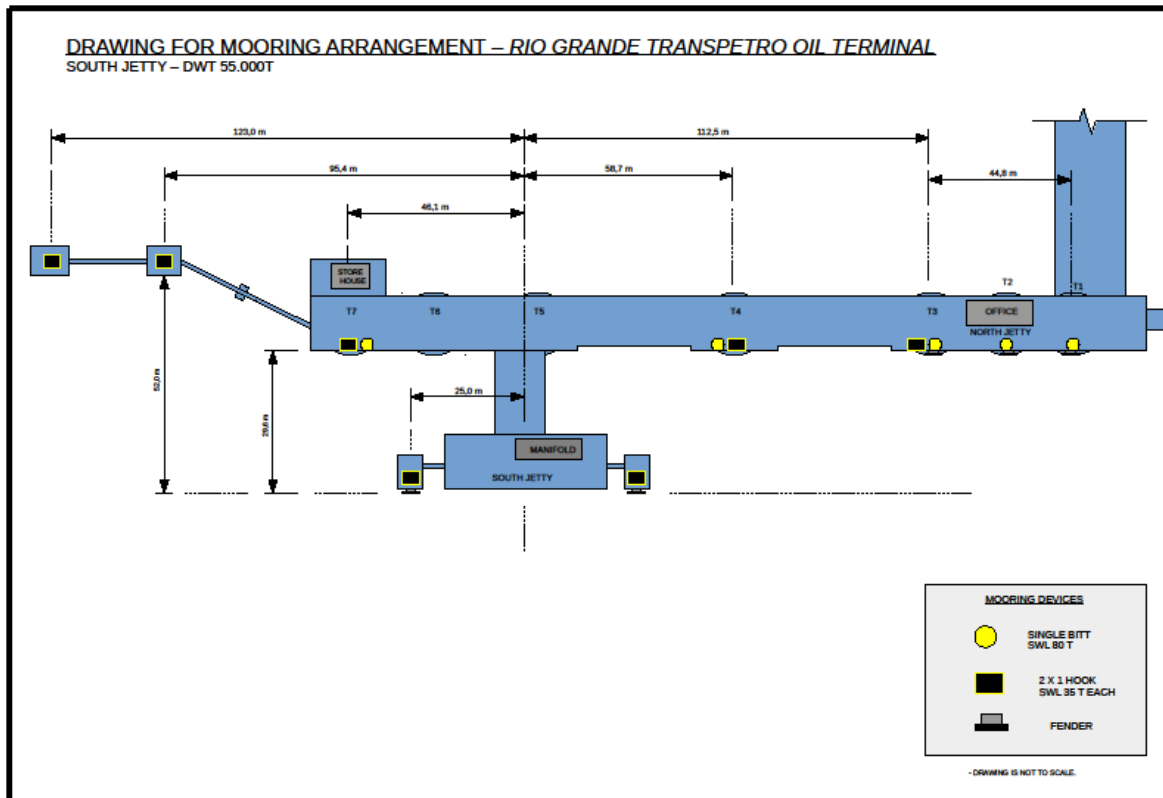 DRAWING FOR MOORING ARRANGEMENT – RIO GRANDE TRANSPETRO OIL TERMINAL
SOUTH JETTY – DWT 55.000T
123,0 m
112,5 m
95,4 m
58,7 m
44,8 m
46,1 m
STORE
HOUSE
T2
T1
T7
T6
T5
T4
T3
OFFICE
NORTH JETTY
52,0 m
29,6 m
25,0 m
MANIFOLD
SOUTH JETTY
MOORING DEVICES
SINGLE BITT
SWL 80 T
2 X 1 HOOK
SWL 35 T EACH
FENDER
- DRAWING IS NOT TO SCALE.